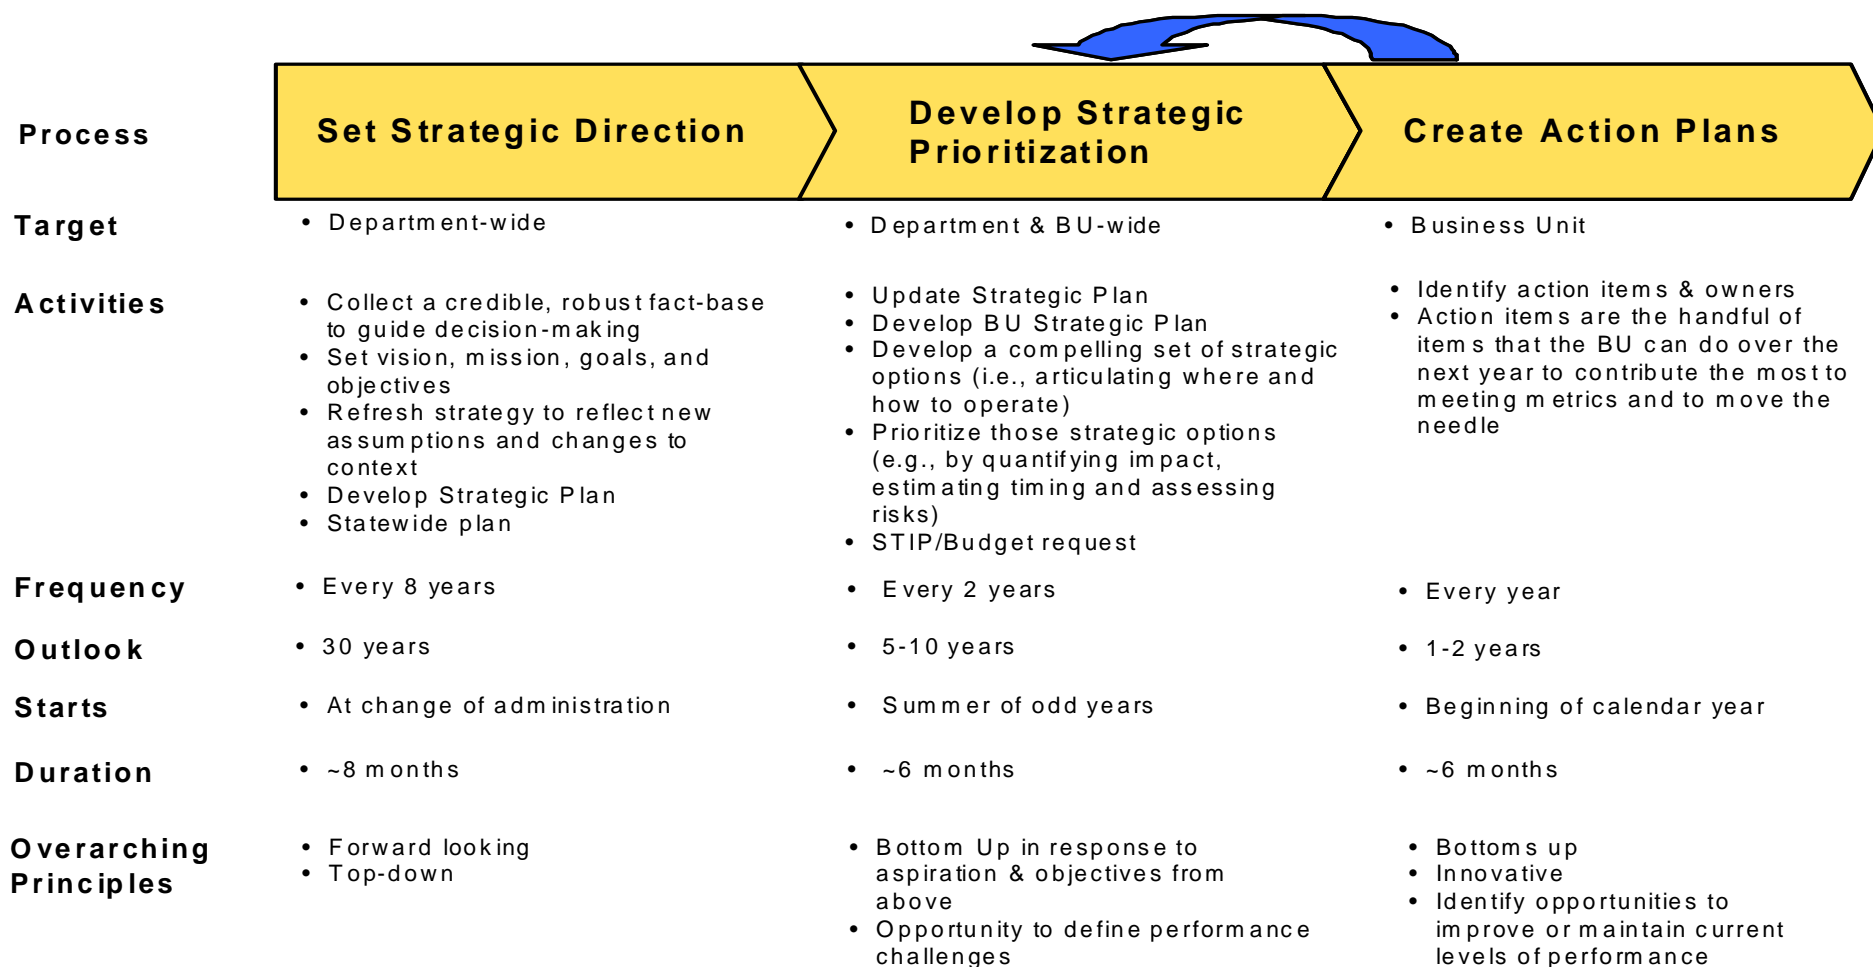 Process
Set Strategic Direction
Develop Strategic
Prioritization
Create Action Plans
Target
• Department-wide
• Department & BU-wide
• Business Unit
Activities
• Collect a credible, robust fact-base
to guide decision-making
• Set vision, mission, goals, and
objectives
• Refresh strategy to reflect new
assumptions and changes to
context
• Develop Strategic Plan
• Statewide plan
• Update Strategic Plan
• Develop BU Strategic Plan
• Develop a compelling set of strategic
options (i.e., articulating where and
how to operate)
• Prioritize those strategic options
(e.g., by quantifying impact,
estimating timing and assessing
risks)
• STIP/Budget request
• Identify action items & owners
• Action items are the handful of
items that the BU can do over the
next year to contribute the most to
meeting metrics and to move the
needle
Frequency
• Every 8 years
• Every 2 years
• Every year
Outlook
• 30 years
• 5-10 years
• 1-2 years
Starts
• At change of administration
• Summer of odd years
• Beginning of calendar year
Duration
• ~8 months
• ~6 months
• ~6 months
Overarching
Principles
• Forward looking
• Top-down
• Bottom Up in response to
aspiration & objectives from
above
• Opportunity to define performance
challenges
• Bottoms up
• Innovative
• Identify opportunities to
improve or maintain current
levels of performance